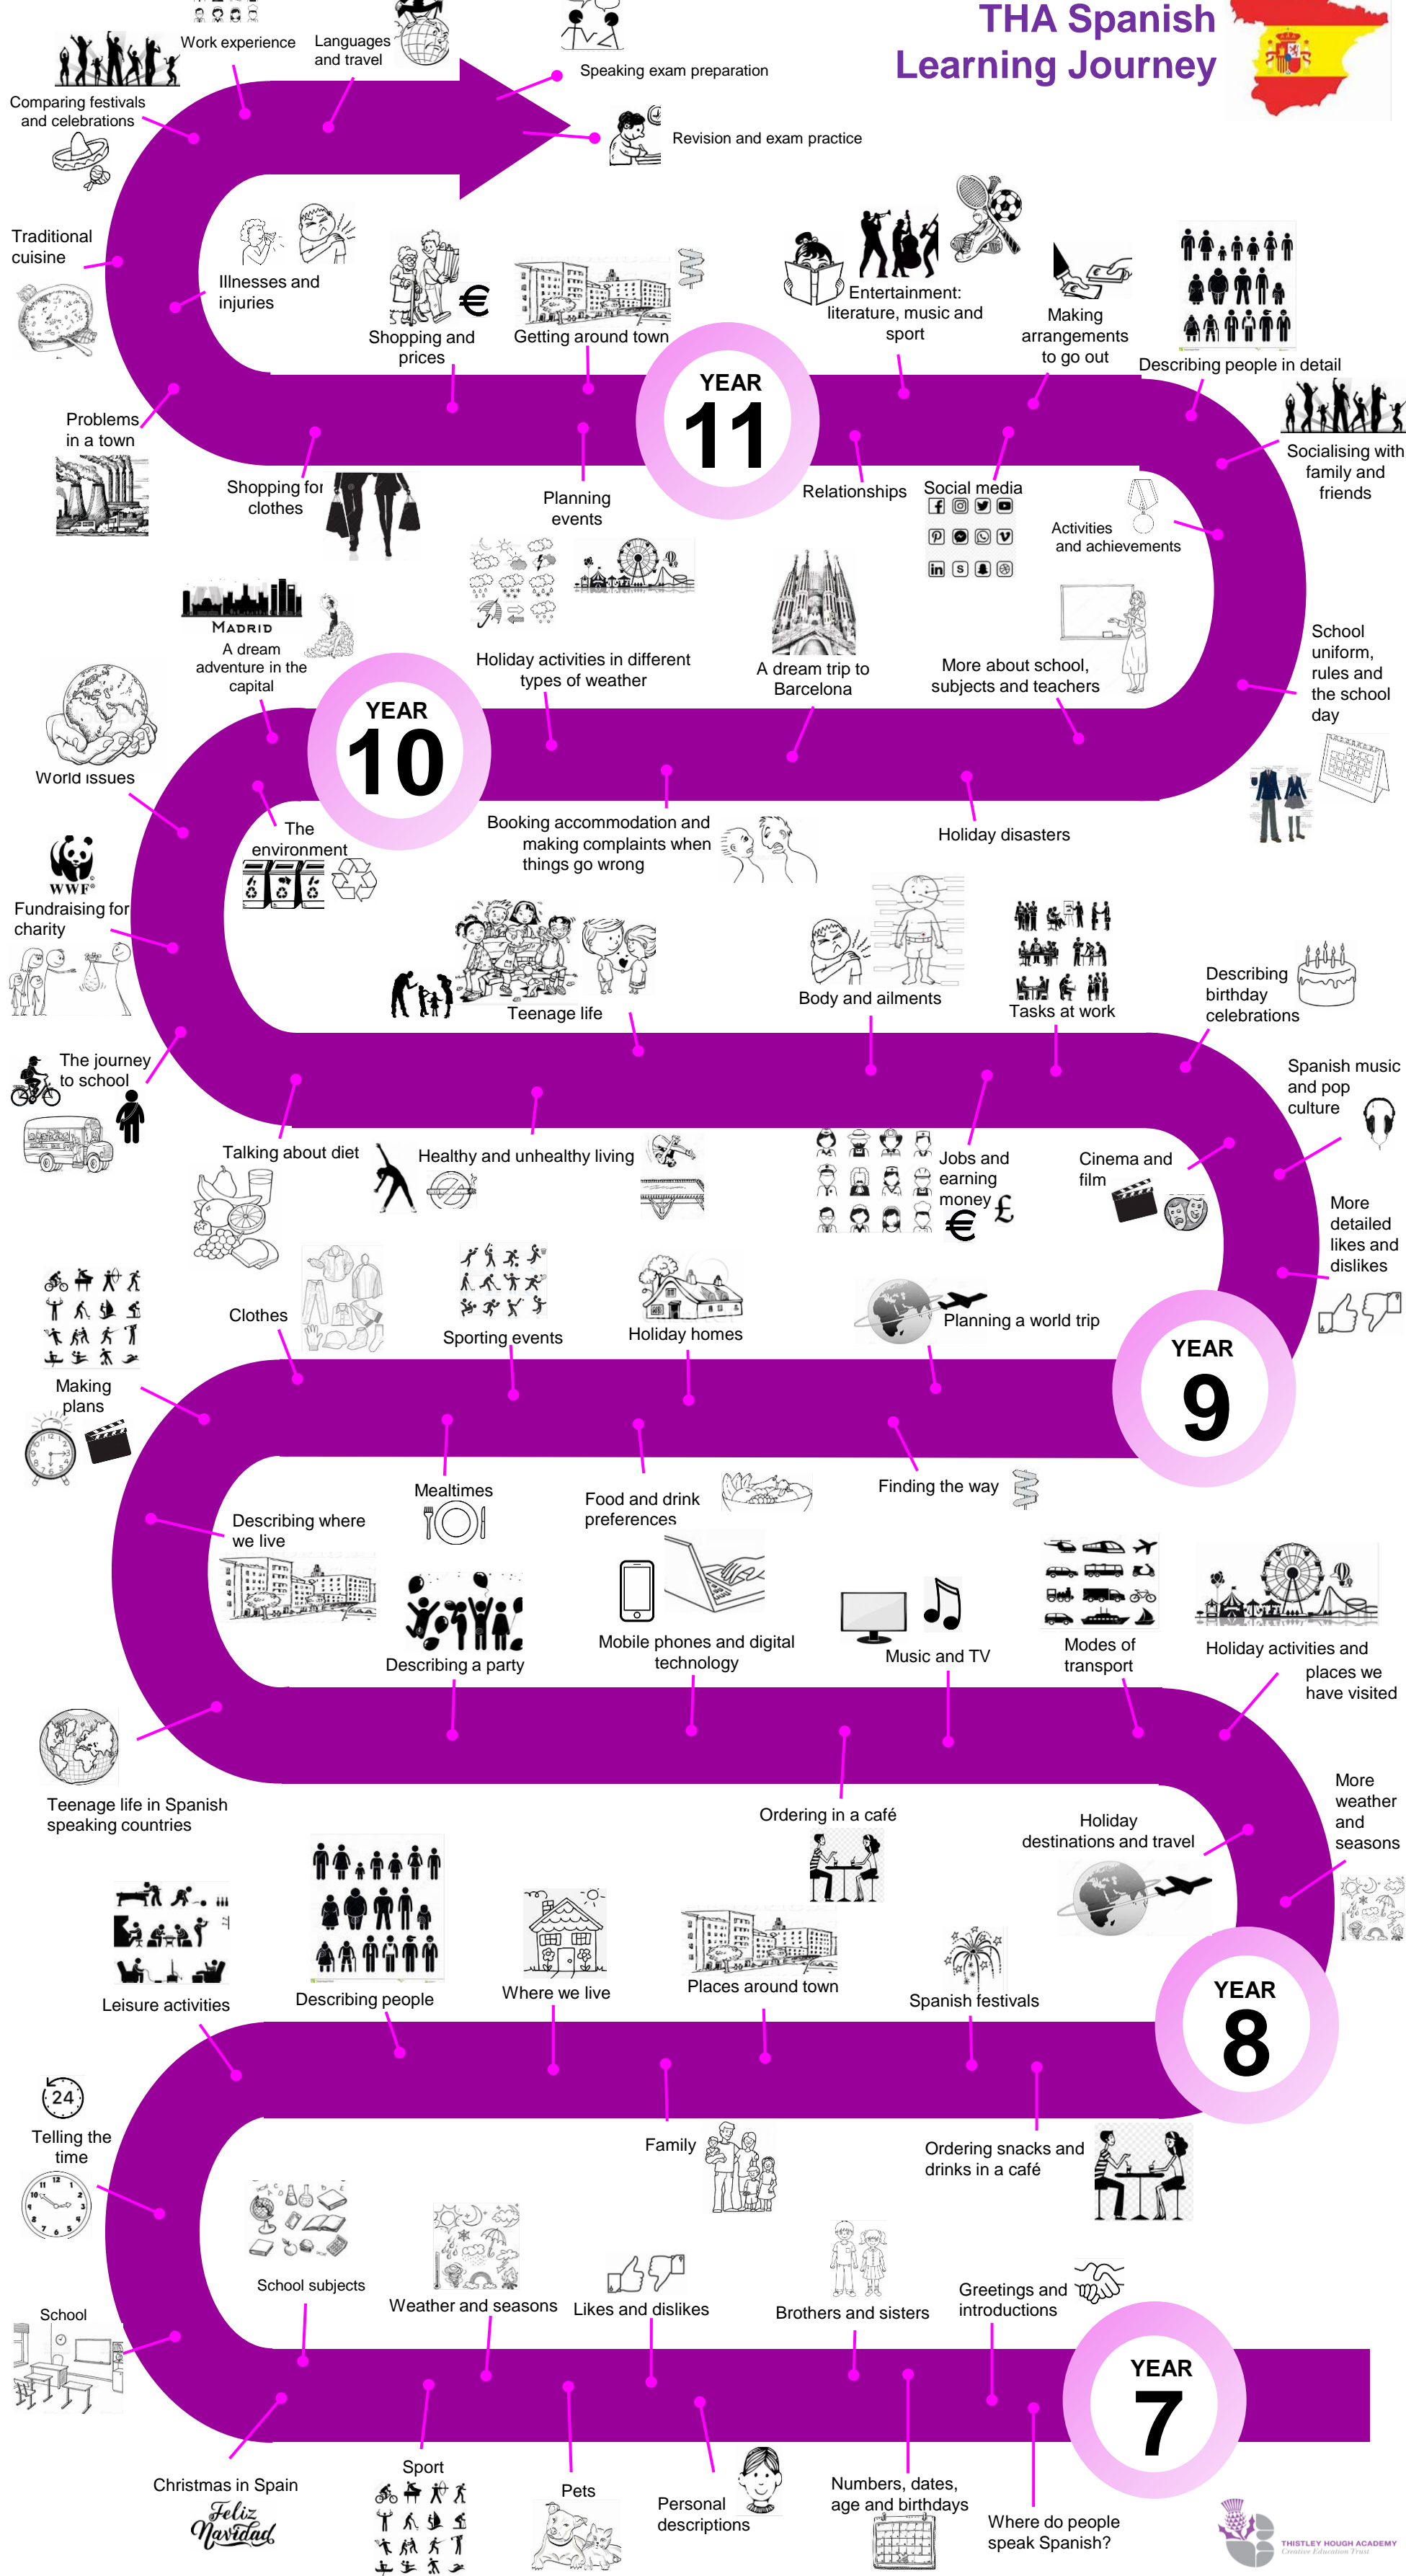 THA Spanish
Learning Journey
Work experience
Languages
and travel
Speaking exam preparation
Comparing festivals
and celebrations
Revision and exam practice
Traditional
cuisine
Illnesses and
injuries
Shopping and
prices
Getting around town
Entertainment:
literature, music and
sport
Making
arrangements
to go out
Describing people in detail
YEAR
11
Problems
in a town
Socialising with
family and
friends
Shopping for
clothes
Planning
events
Relationships
Social media
Activities
and achievements
MADRID
A dream
adventure in the
capital
Holiday activities in different
types of weather
A dream trip to
Barcelona
More about school,
subjects and teachers
School
uniform,
rules and
the school
day
YEAR
10
World issues
The
environment
Booking accommodation and
making complaints when
things go wrong
Holiday disasters
WWF®
Fundraising for
charity
Teenage life
Body and ailments
Tasks at work
Describing
birthday
celebrations
The journey
to school
Spanish music
and pop
culture
Talking about diet
Healthy and unhealthy living
Jobs and
earning
money
€
£
Cinema and
film
More
detailed
likes and
dislikes
Clothes
Sporting events
Holiday homes
Planning a world trip
YEAR
9
Making
plans
Mealtimes
Food and drink
preferences
Finding the way
Describing where
we live
Describing a party
Mobile phones and digital
technology
Music and TV
Modes of
transport
Holiday activities and
places we
have visited
Teenage life in Spanish
speaking countries
Ordering in a café
Holiday
destinations and travel
More
weather
and
seasons
Leisure activities
Describing people
Where we live
Places around town
Spanish festivals
YEAR
8
24
Telling the
time
Family
Ordering snacks and
drinks in a café
School subjects
Weather and seasons
Likes and dislikes
Brothers and sisters
Greetings and
introductions
School
YEAR
7
Christmas in Spain
Feliz
Navidad
Sport
Pets
Personal
descriptions
Numbers, dates,
age and birthdays
Where do people
speak Spanish?
THISTLEY HOUGH ACADEMY
Creative Education Trust